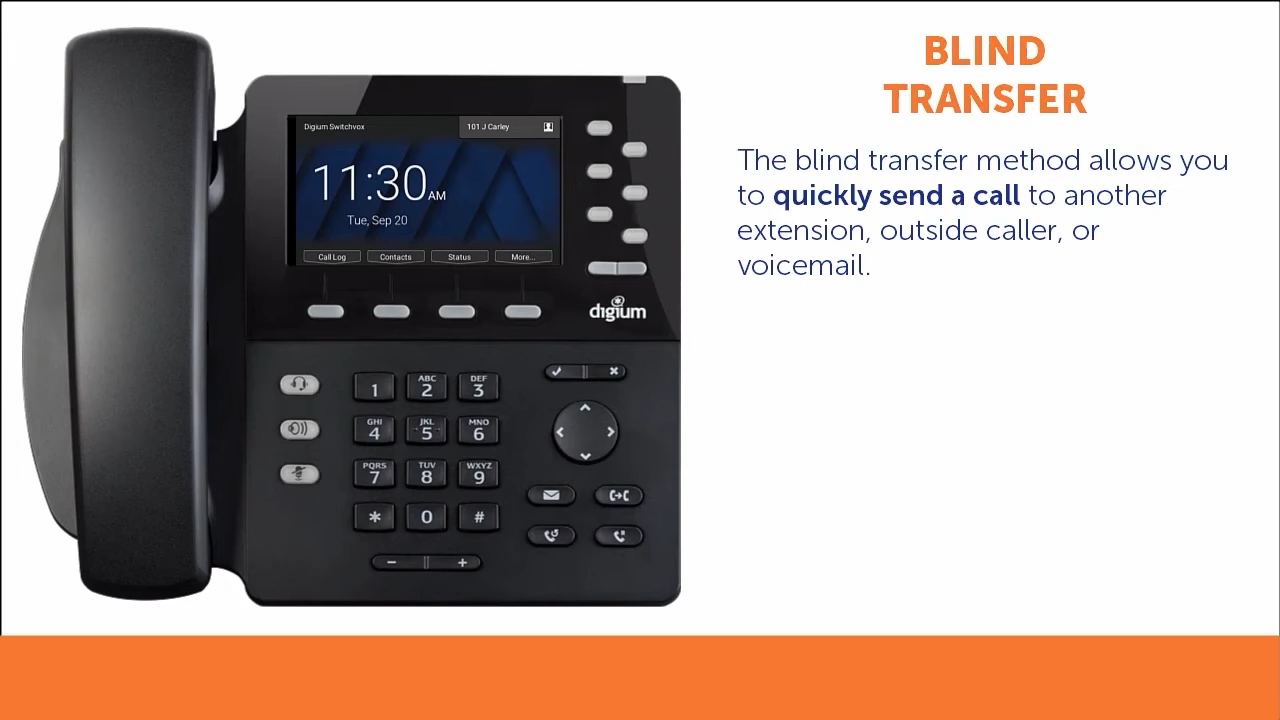 BLIND
TRANSFER
The blind transfer method allows you
to quickly send a call to another
extension, outside caller, or
voicemail.
Digium Switchvox
101 J Carley
11:30 AM
Tue, Sep 20
Call Log
Contacts
Status
More...
digium
1
ABC
2
DEF
3
GHI
4
JKL
5
MNO
6
PQRS
7
TUV
8
WXYZ
9
*
0
#
- +